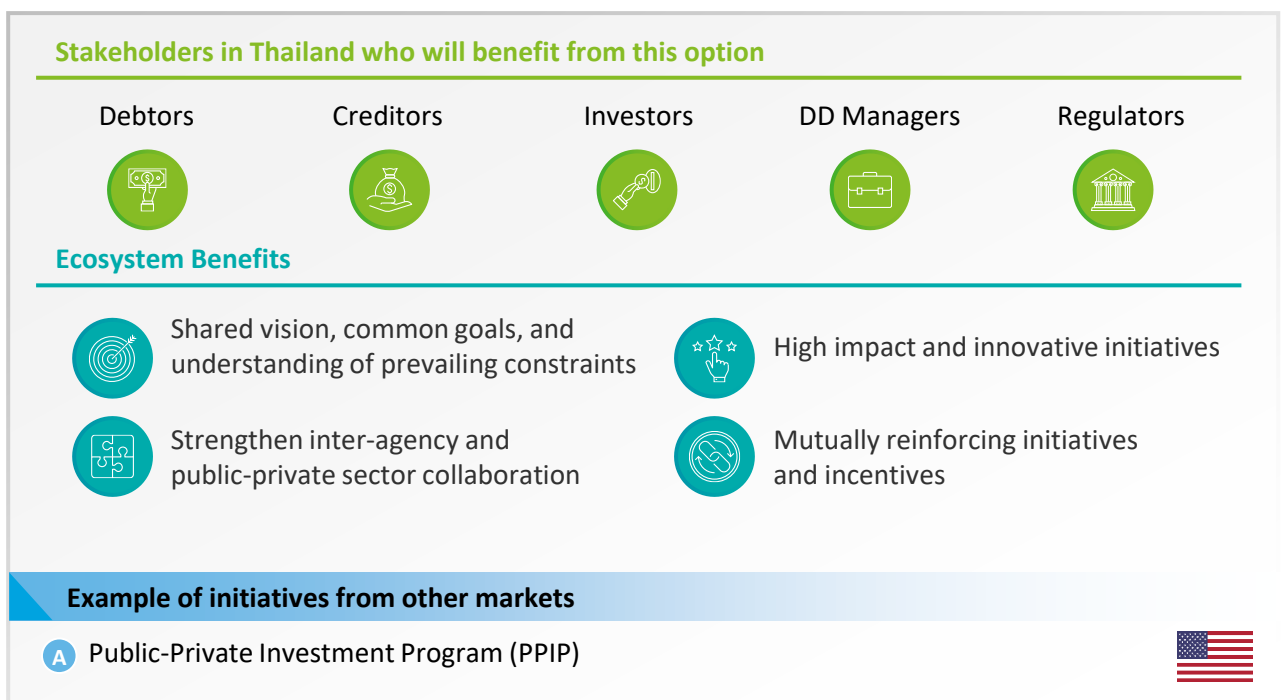 Stakeholders in Thailand who will benefit from this option
Debtors
Creditors
Investors
DD Managers
Regulators
Ecosystem Benefits
Shared vision, common goals, and
understanding of prevailing constraints
High impact and innovative initiatives
Strengthen inter-agency and
public-private sector collaboration
Mutually reinforcing initiatives
and incentives
Example of initiatives from other markets
A Public-Private Investment Program (PPIP)